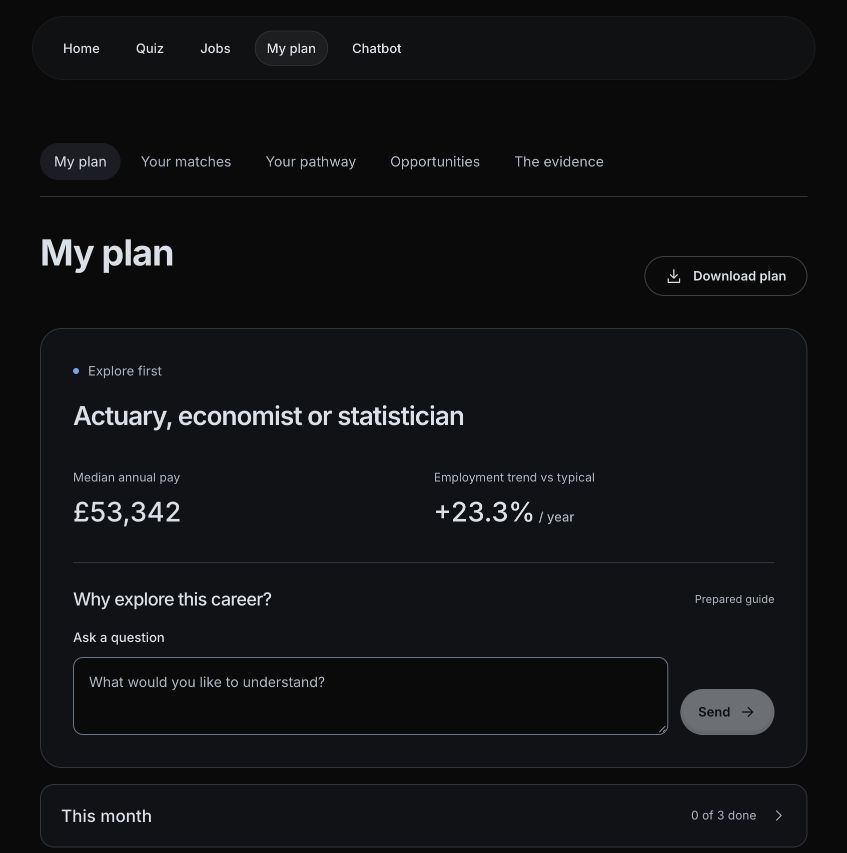 Home Quiz Jobs My plan Chatbot
My plan Your matches Your pathway Opportunities The evidence
My plan
Download plan
Explore first
Actuary, economist or statistician
Median annual pay Employment trend vs typical
£53,342 +23.3% / year
Why explore this career? Prepared guide
Ask a question
What would you like to understand?
Send
This month 0 of 3 done